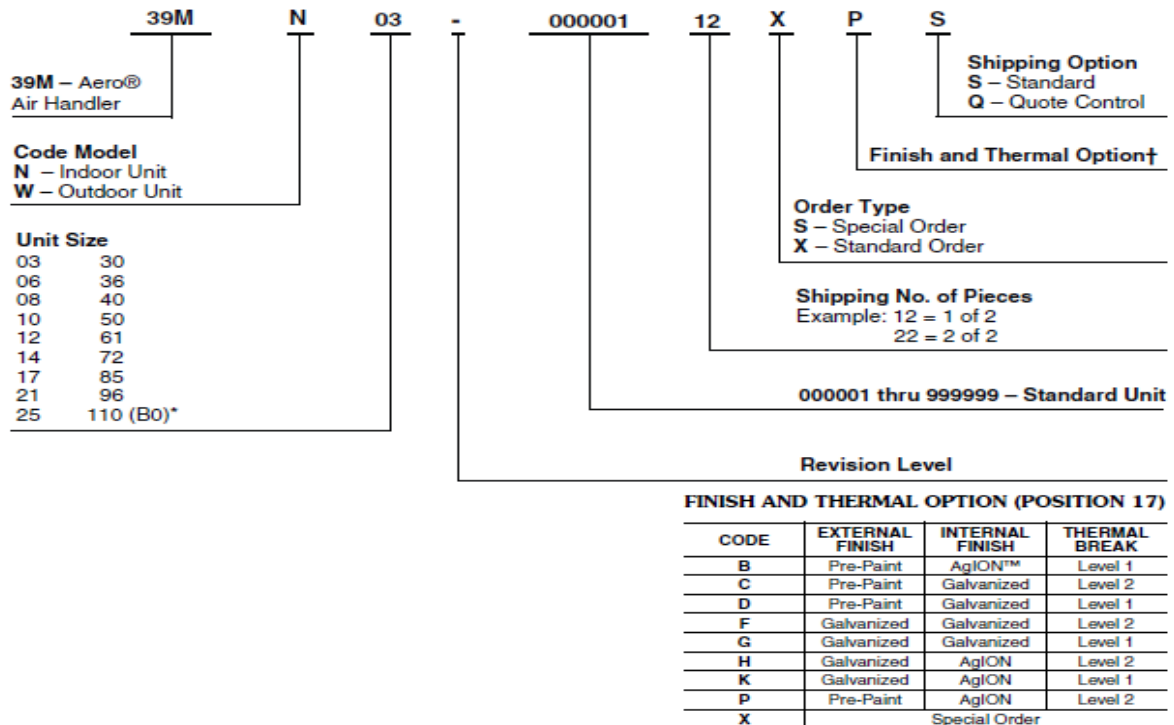 39M N 03 - 000001 12 X P S
39M – Aero®
Air Handler
Code Model
N – Indoor Unit
W – Outdoor Unit
Unit Size
03 30
06 36
08 40
10 50
12 61
14 72
17 85
21 96
25 110 (B0)*
Shipping Option
S – Standard
Q – Quote Control
Finish and Thermal Option†
Order Type
S – Special Order
X – Standard Order
Shipping No. of Pieces
Example: 12 = 1 of 2
22 = 2 of 2
000001 thru 999999 – Standard Unit
Revision Level
FINISH AND THERMAL OPTION (POSITION 17)
CODE EXTERNAL FINISH INTERNAL FINISH THERMAL BREAK
B Pre-Paint AgION™ Level 1
C Pre-Paint Galvanized Level 2
D Pre-Paint Galvanized Level 1
F Galvanized Galvanized Level 2
G Galvanized Galvanized Level 1
H Galvanized AgION Level 2
K Galvanized AgION Level 1
P Pre-Paint AgION Level 2
X Special Order